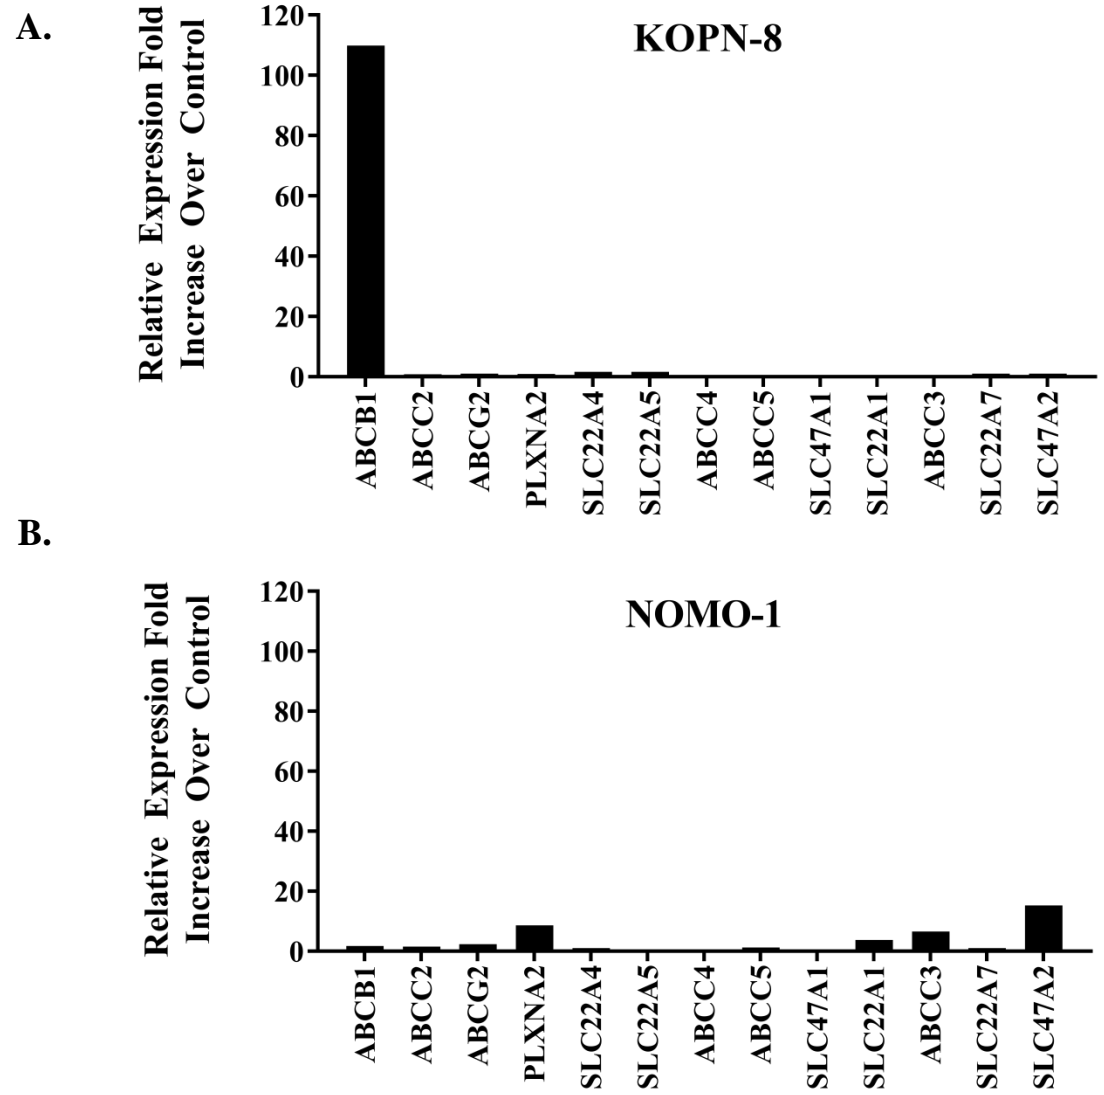 A.
KOPN-8
Relative Expression Fold
Increase Over Control
120
100
80
60
40
20
0
ABCB1
ABCC2
ABCG2
PLXNA2
SLC22A4
SLC22A5
ABCC4
ABCC5
SLC47A1
SLC22A1
ABCC3
SLC22A7
SLC47A2
B.
NOMO-1
Relative Expression Fold
Increase Over Control
120
100
80
60
40
20
0
ABCB1
ABCC2
ABCG2
PLXNA2
SLC22A4
SLC22A5
ABCC4
ABCC5
SLC47A1
SLC22A1
ABCC3
SLC22A7
SLC47A2